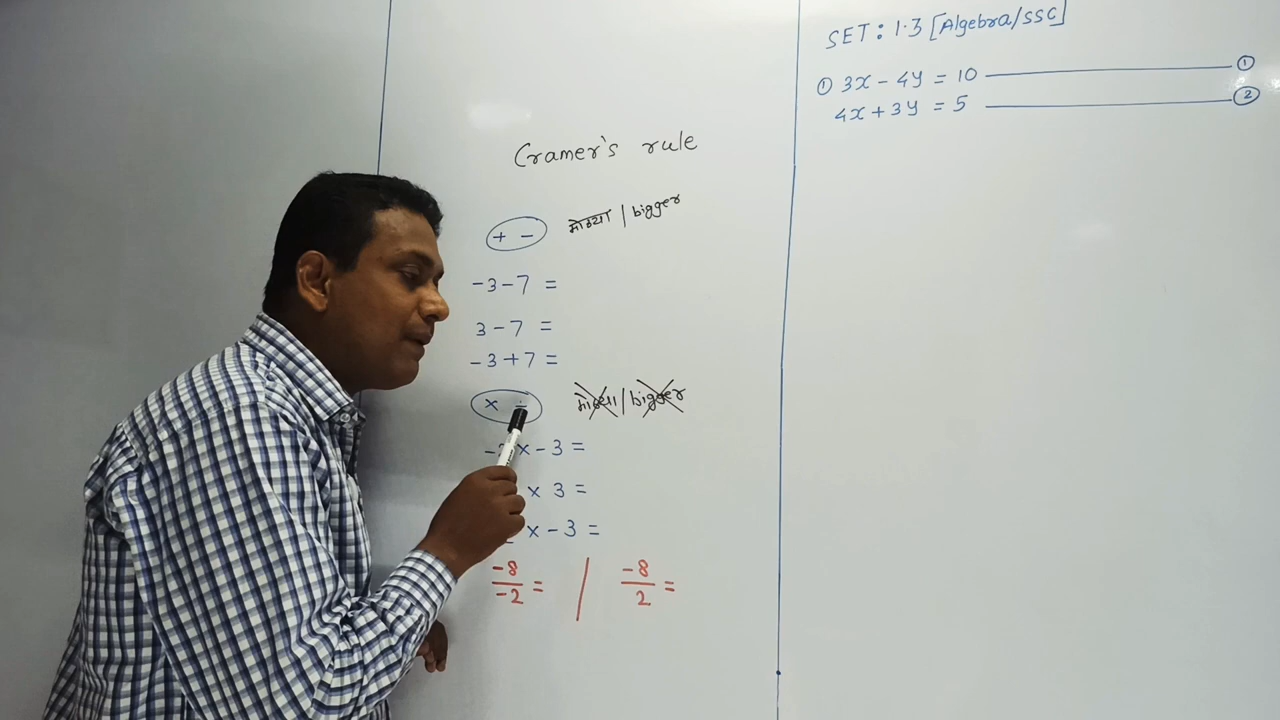 Cramer's rule
+ - मोठ्या / bigger
-3-7 =
3-7 =
-3+7 =
× ÷ मोठ्या / bigger
× -3 =
× 3 =
× -3 =
-8/-2 = / -8/2 =
SET: 1.3 [Algebra/SSC]
① 3x - 4y = 10 ①
4x + 3y = 5 ②